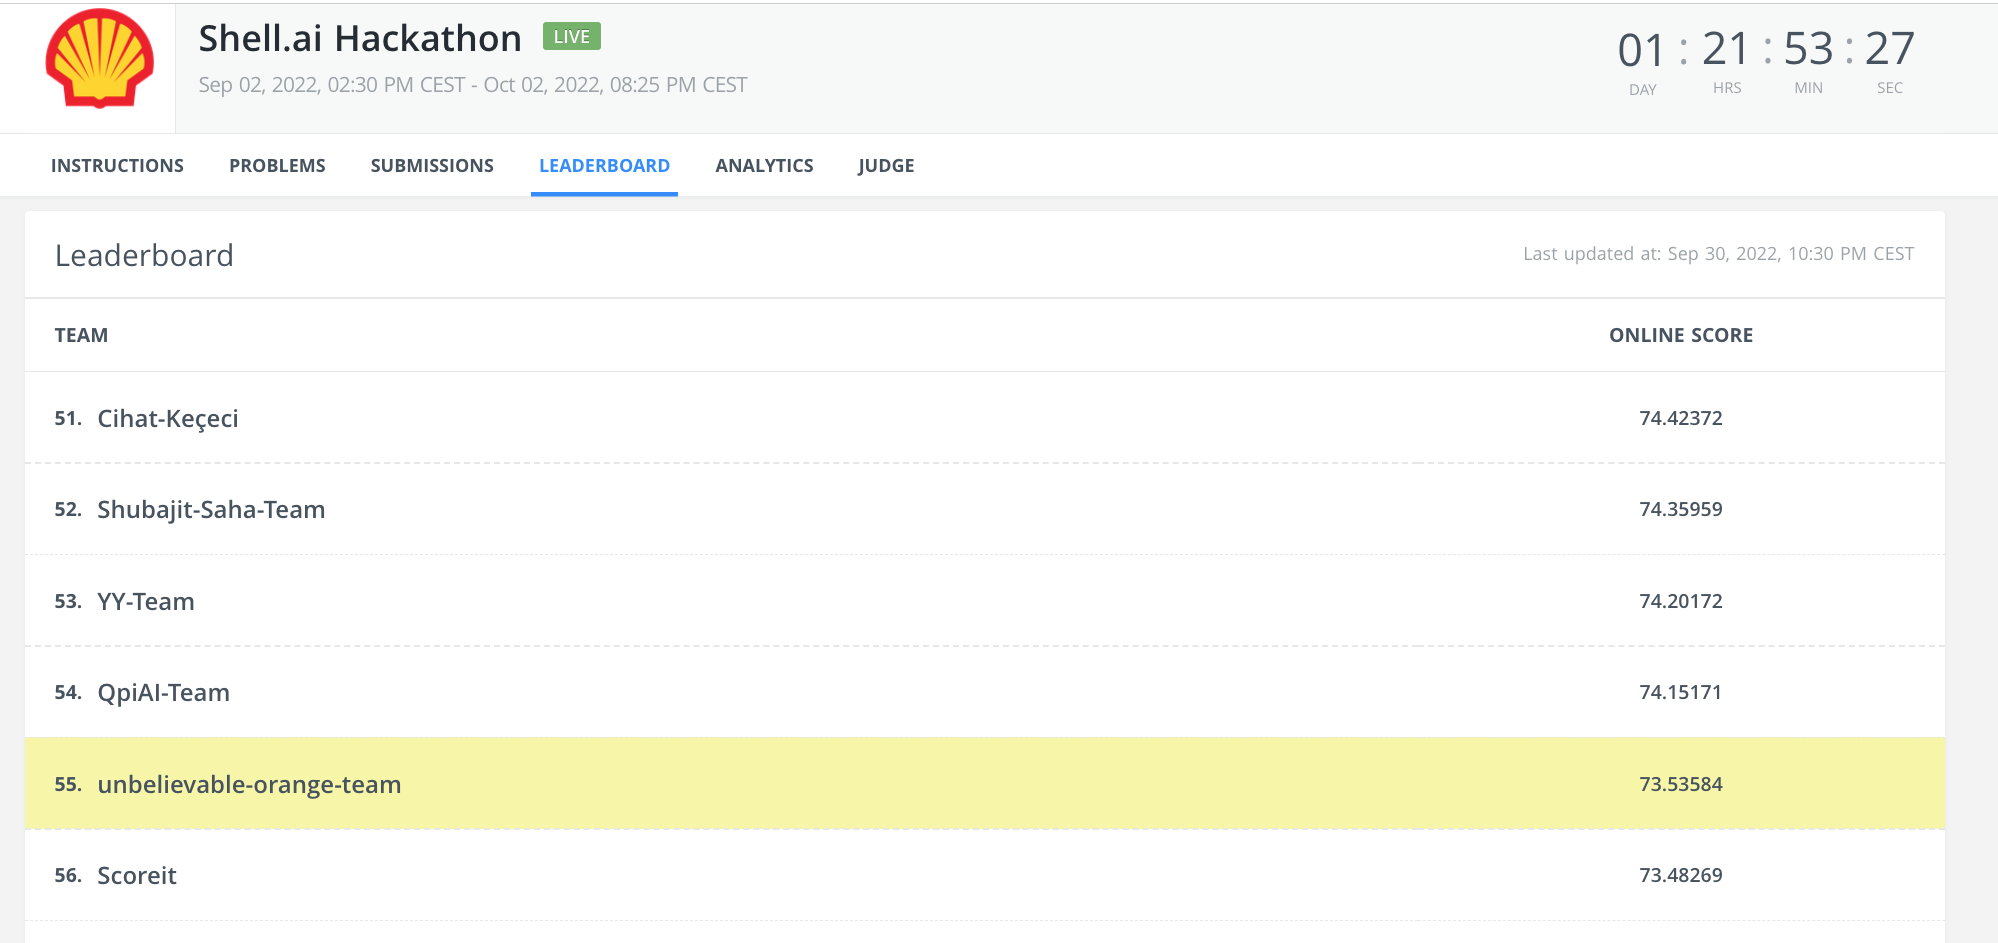 Shell.ai Hackathon LIVE
Sep 02, 2022, 02:30 PM CEST - Oct 02, 2022, 08:25 PM CEST
01 : 21 : 53 : 27
DAY HRS MIN SEC
INSTRUCTIONS PROBLEMS SUBMISSIONS LEADERBOARD ANALYTICS JUDGE
Leaderboard Last updated at: Sep 30, 2022, 10:30 PM CEST
TEAM ONLINE SCORE
51. Cihat-Keçeci 74.42372
52. Shubajit-Saha-Team 74.35959
53. YY-Team 74.20172
54. QpiAI-Team 74.15171
55. unbelievable-orange-team 73.53584
56. Scoreit 73.48269